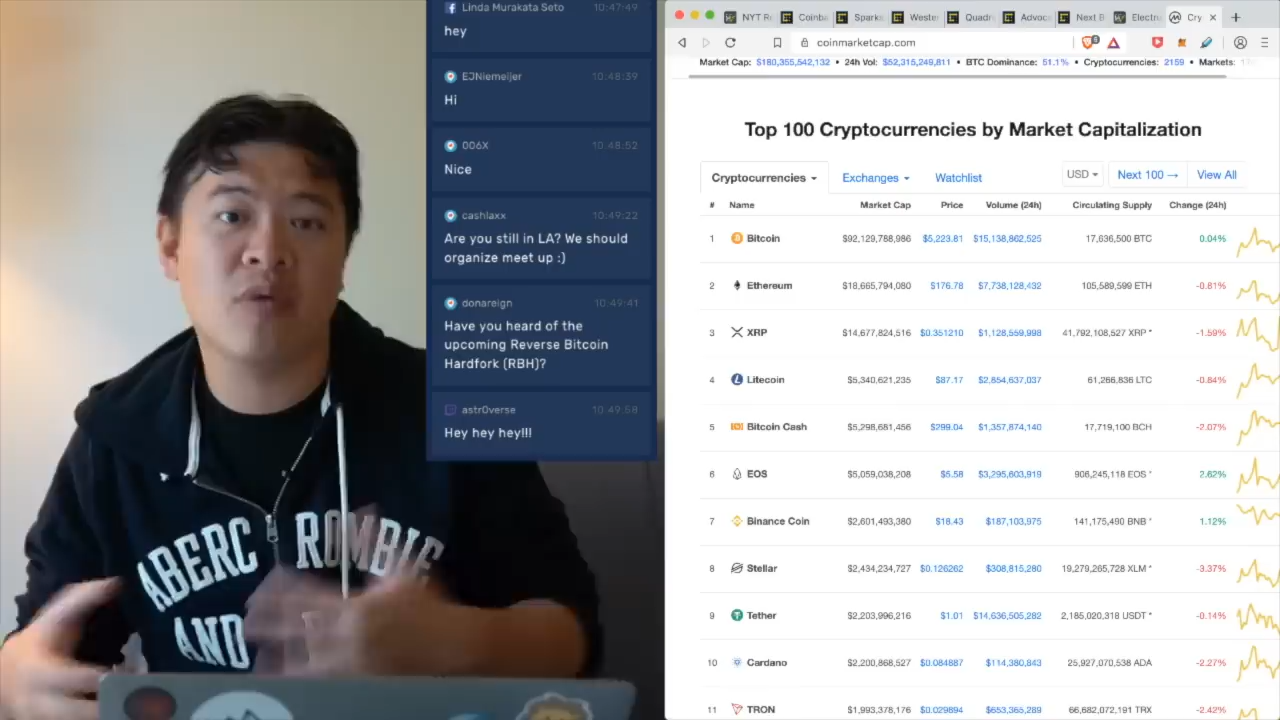 Linda Murakata Seto 10:47:49
hey
EJNiemeijer 10:48:39
Hi
006X 10:48:52
Nice
cashlaxx 10:49:22
Are you still in LA? We should
organize meet up :)
donareign 10:49:41
Have you heard of the
upcoming Reverse Bitcoin
Hardfork (RBH)?
astr0verse 10:49:58
Hey hey hey!!!
ABERC ROMBIE
AND
NYT R Coinba Sparks Wester Quadr Advoc Next B Electru Cry
coinmarketcap.com
Market Cap: $180,355,542,132 • 24h Vol: $52,315,249,811 • BTC Dominance: 51.1% • Cryptocurrencies: 2159 • Markets:
Top 100 Cryptocurrencies by Market Capitalization
Cryptocurrencies Exchanges Watchlist USD Next 100 → View All
# Name Market Cap Price Volume (24h) Circulating Supply Change (24h)
1 Bitcoin $92,129,788,986 $5,223.81 $15,138,862,525 17,636,500 BTC 0.04%
2 Ethereum $18,665,794,080 $176.78 $7,738,128,432 105,589,599 ETH -0.81%
3 XRP $14,677,824,516 $0.351210 $1,128,559,998 41,792,108,527 XRP * -1.59%
4 Litecoin $5,340,621,235 $87.17 $2,854,637,037 61,266,836 LTC -0.84%
5 Bitcoin Cash $5,298,681,456 $299.04 $1,357,874,140 17,719,100 BCH -2.07%
6 EOS $5,059,038,208 $5.58 $3,295,603,919 906,245,118 EOS * 2.62%
7 Binance Coin $2,601,493,380 $18.43 $187,103,975 141,175,490 BNB * 1.12%
8 Stellar $2,434,234,727 $0.126262 $308,815,280 19,279,265,728 XLM * -3.37%
9 Tether $2,203,996,216 $1.01 $14,636,505,282 2,185,020,318 USDT * -0.14%
10 Cardano $2,200,868,527 $0.084887 $114,380,843 25,927,070,538 ADA -2.27%
11 TRON $1,993,378,176 $0.029894 $653,365,289 66,682,072,191 TRX -2.42%